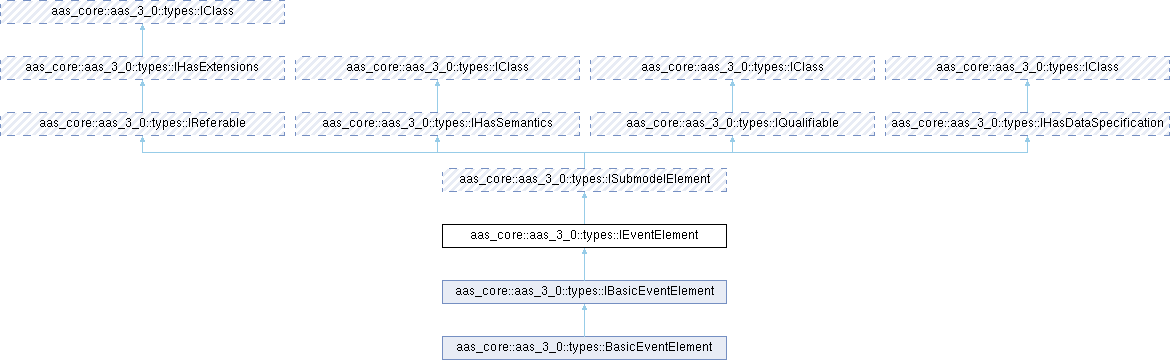 aas_core::aas_3_0::types::IClass
aas_core::aas_3_0::types::IHasExtensions
aas_core::aas_3_0::types::IClass
aas_core::aas_3_0::types::IClass
aas_core::aas_3_0::types::IClass
aas_core::aas_3_0::types::IReferable
aas_core::aas_3_0::types::IHasSemantics
aas_core::aas_3_0::types::IQualifiable
aas_core::aas_3_0::types::IHasDataSpecification
aas_core::aas_3_0::types::ISubmodelElement
aas_core::aas_3_0::types::IEventElement
aas_core::aas_3_0::types::IBasicEventElement
aas_core::aas_3_0::types::BasicEventElement